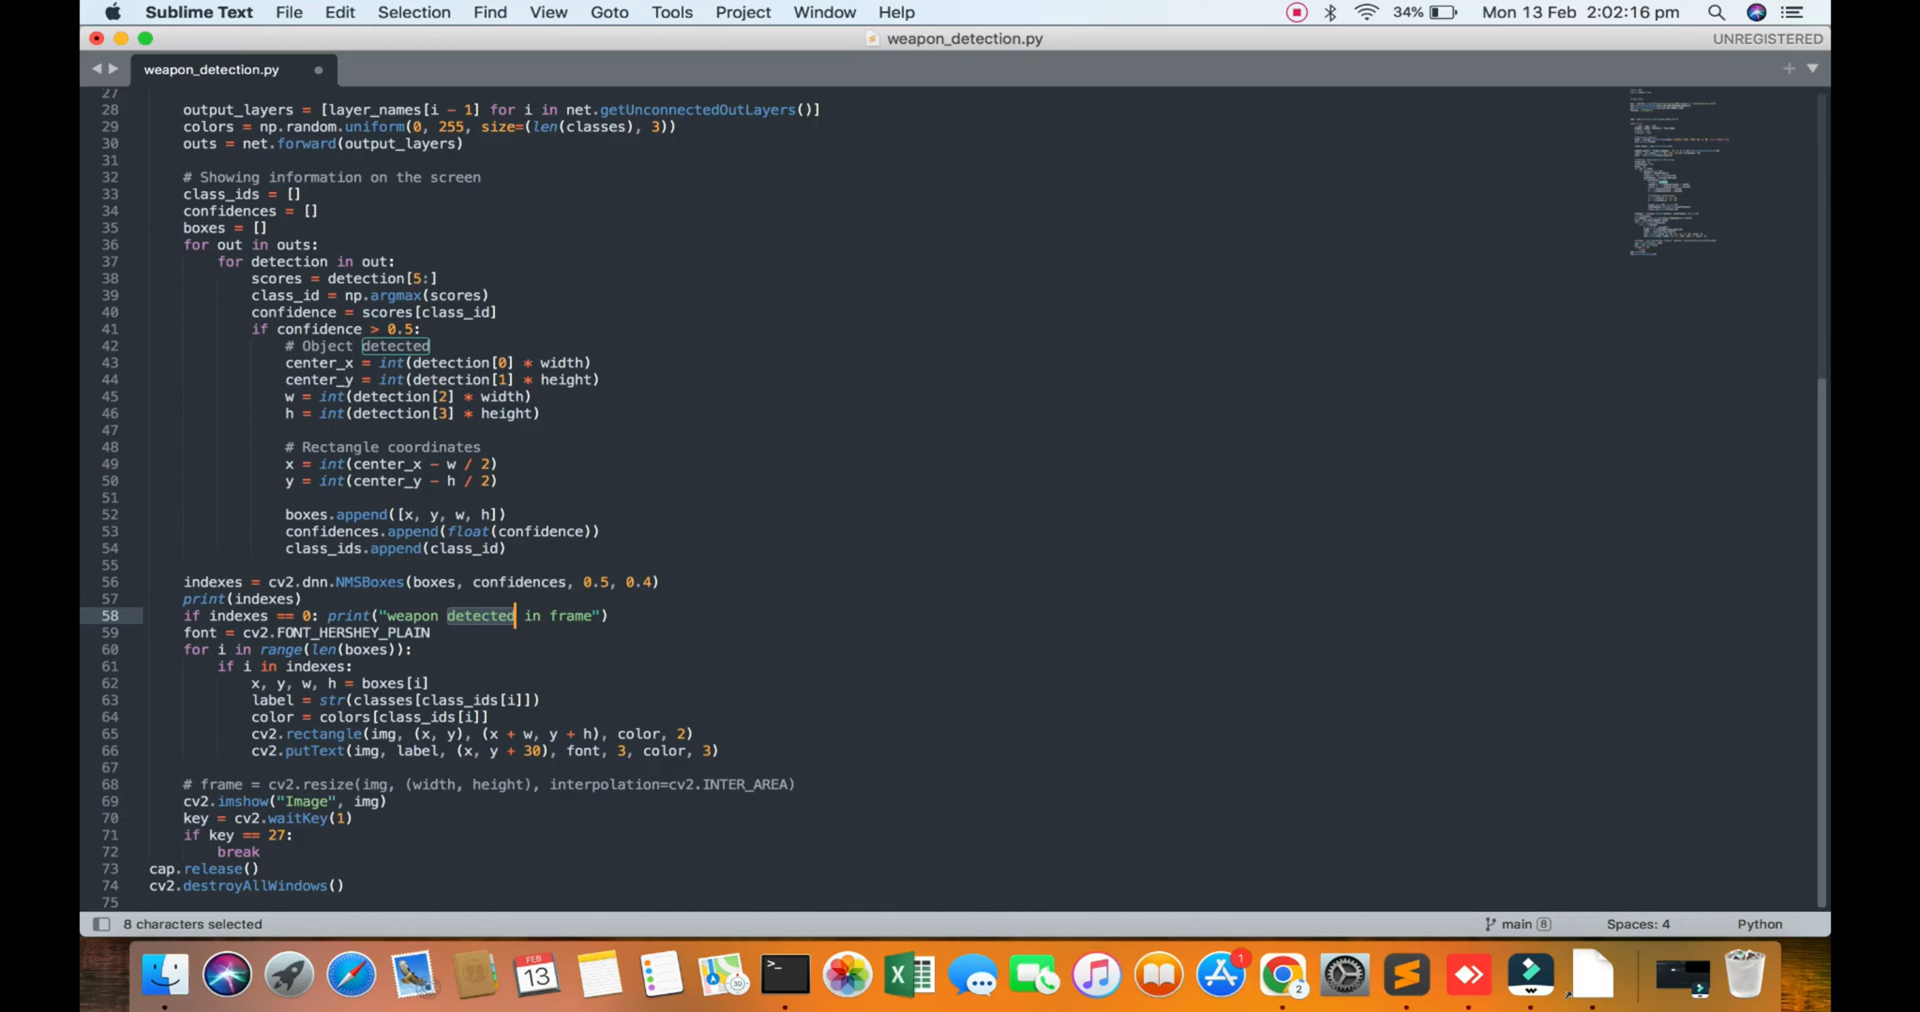 Sublime Text File Edit Selection Find View Goto Tools Project Window Help 34% Mon 13 Feb 2:02:16 pm
weapon_detection.py UNREGISTERED
weapon_detection.py
27
28 output_layers = [layer_names[i - 1] for i in net.getUnconnectedOutLayers()]
29 colors = np.random.uniform(0, 255, size=(len(classes), 3))
30 outs = net.forward(output_layers)
31
32 # Showing information on the screen
33 class_ids = []
34 confidences = []
35 boxes = []
36 for out in outs:
37 for detection in out:
38 scores = detection[5:]
39 class_id = np.argmax(scores)
40 confidence = scores[class_id]
41 if confidence > 0.5:
42 # Object detected
43 center_x = int(detection[0] * width)
44 center_y = int(detection[1] * height)
45 w = int(detection[2] * width)
46 h = int(detection[3] * height)
47
48 # Rectangle coordinates
49 x = int(center_x - w / 2)
50 y = int(center_y - h / 2)
51
52 boxes.append([x, y, w, h])
53 confidences.append(float(confidence))
54 class_ids.append(class_id)
55
56 indexes = cv2.dnn.NMSBoxes(boxes, confidences, 0.5, 0.4)
57 print(indexes)
58 if indexes == 0: print("weapon detected in frame")
59 font = cv2.FONT_HERSHEY_PLAIN
60 for i in range(len(boxes)):
61 if i in indexes:
62 x, y, w, h = boxes[i]
63 label = str(classes[class_ids[i]])
64 color = colors[class_ids[i]]
65 cv2.rectangle(img, (x, y), (x + w, y + h), color, 2)
66 cv2.putText(img, label, (x, y + 30), font, 3, color, 3)
67
68 # frame = cv2.resize(img, (width, height), interpolation=cv2.INTER_AREA)
69 cv2.imshow("Image", img)
70 key = cv2.waitKey(1)
71 if key == 27:
72 break
73 cap.release()
74 cv2.destroyAllWindows()
75
8 characters selected main 8 Spaces: 4 Python
FEB
13
>_
1
2